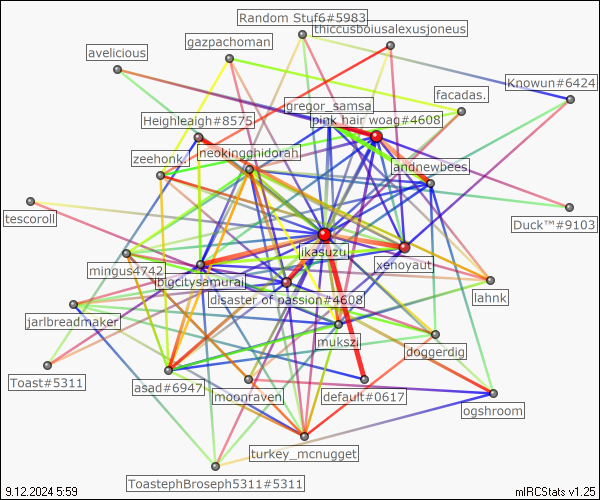 Random Stuf6#5983
thiccusboiusalexusjoneus
gazpachoman
avelicious
Knowun#6424
facadas.
gregor_samsa
pink hair woag#4608
Heighleaigh#8575
neokingghidorah
zeehonk.
andnewbees
tescoroll
Duck™#9103
ikasuzu
xenoyaut
mingus4742
bigcitysamurai
lahnk
disaster of passion#4608
jarlbreadmaker
mukszi
doggerdig
Toast#5311
asad#6947
moonraven
default#0617
ogshroom
turkey_mcnugget
ToastephBroseph5311#5311
9.12.2024 5:59
mIRCStats v1.25